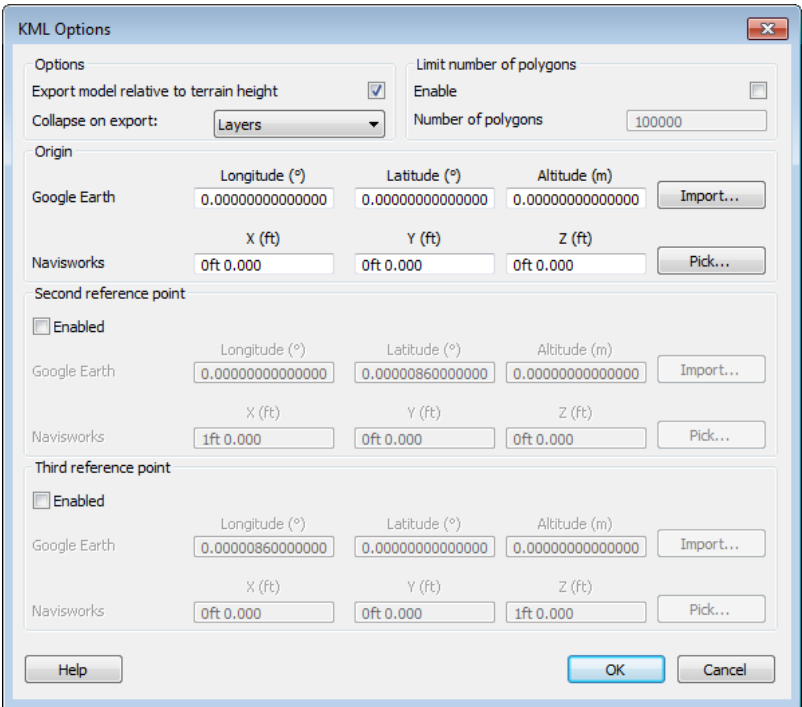 KML Options
Options
Export model relative to terrain height
Collapse on export: Layers
Limit number of polygons
Enable
Number of polygons 100000
Origin
Longitude (°) Latitude (°) Altitude (m)
Google Earth 0.00000000000000 0.00000000000000 0.00000000000000 Import...
X (ft) Y (ft) Z (ft)
Navisworks 0ft 0.000 0ft 0.000 0ft 0.000 Pick...
Second reference point
Enabled
Longitude (°) Latitude (°) Altitude (m)
Google Earth 0.00000000000000 0.00000860000000 0.00000000000000 Import...
X (ft) Y (ft) Z (ft)
Navisworks 1ft 0.000 0ft 0.000 0ft 0.000 Pick...
Third reference point
Enabled
Longitude (°) Latitude (°) Altitude (m)
Google Earth 0.00000860000000 0.00000000000000 0.00000000000000 Import...
X (ft) Y (ft) Z (ft)
Navisworks 0ft 0.000 0ft 0.000 1ft 0.000 Pick...
Help OK Cancel